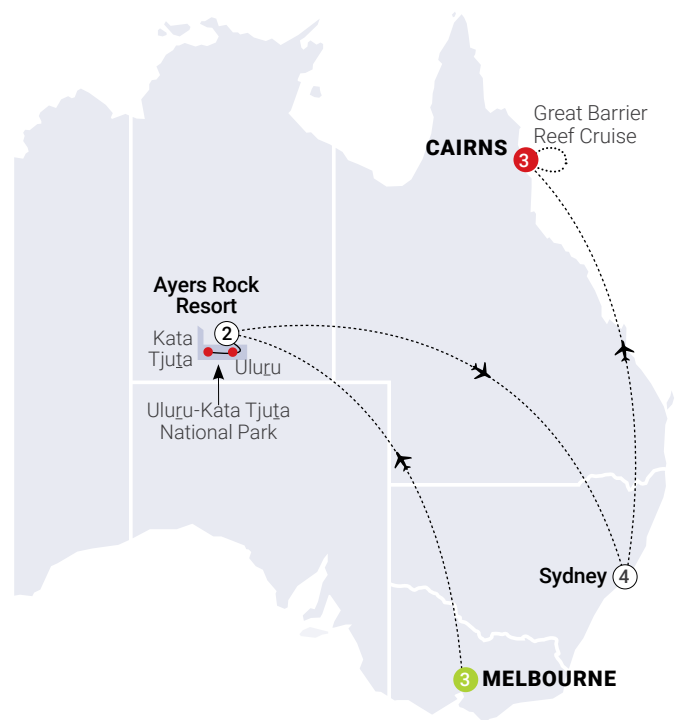 Great Barrier
Reef Cruise
CAIRNS
3
Ayers Rock
Resort
2
Kata
Tjuṯa
Uluṟu
Uluṟu-Kata Tjuṯa
National Park
Sydney
4
3
MELBOURNE